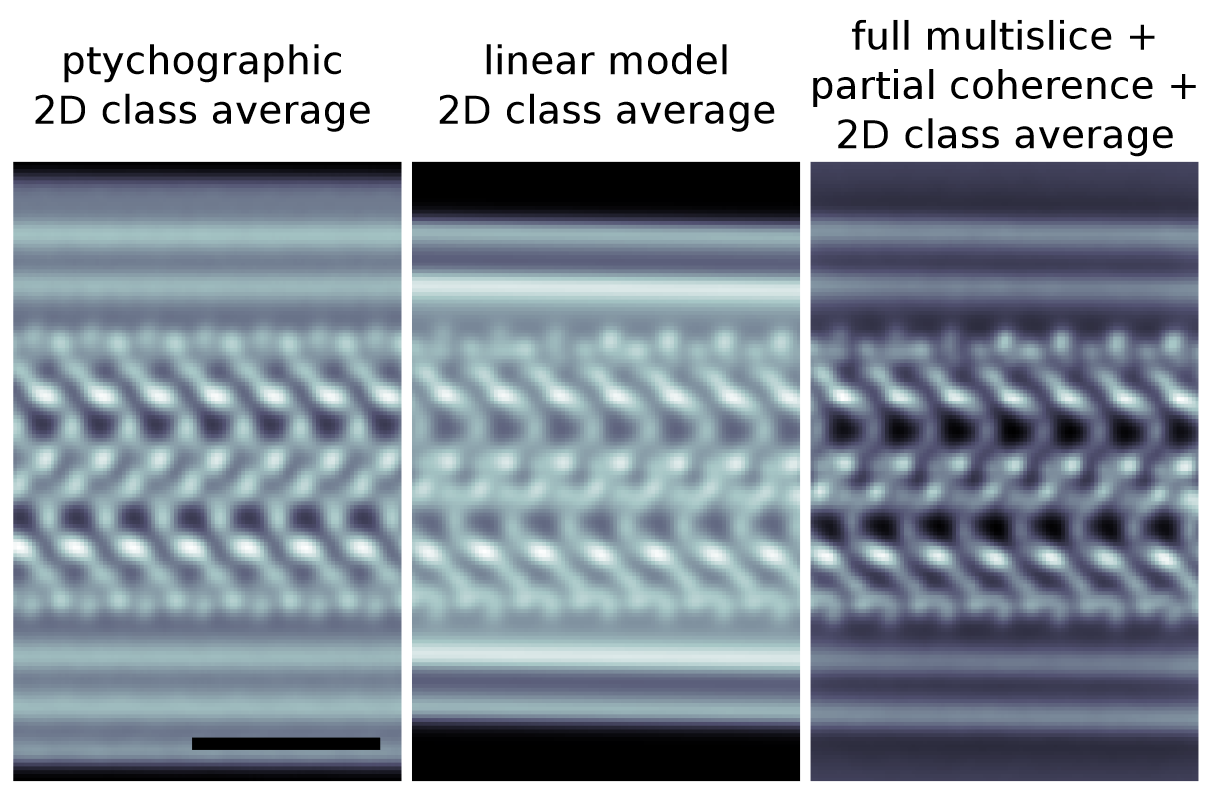 ptychographic
2D class average
linear model
2D class average
full multislice +
partial coherence +
2D class average